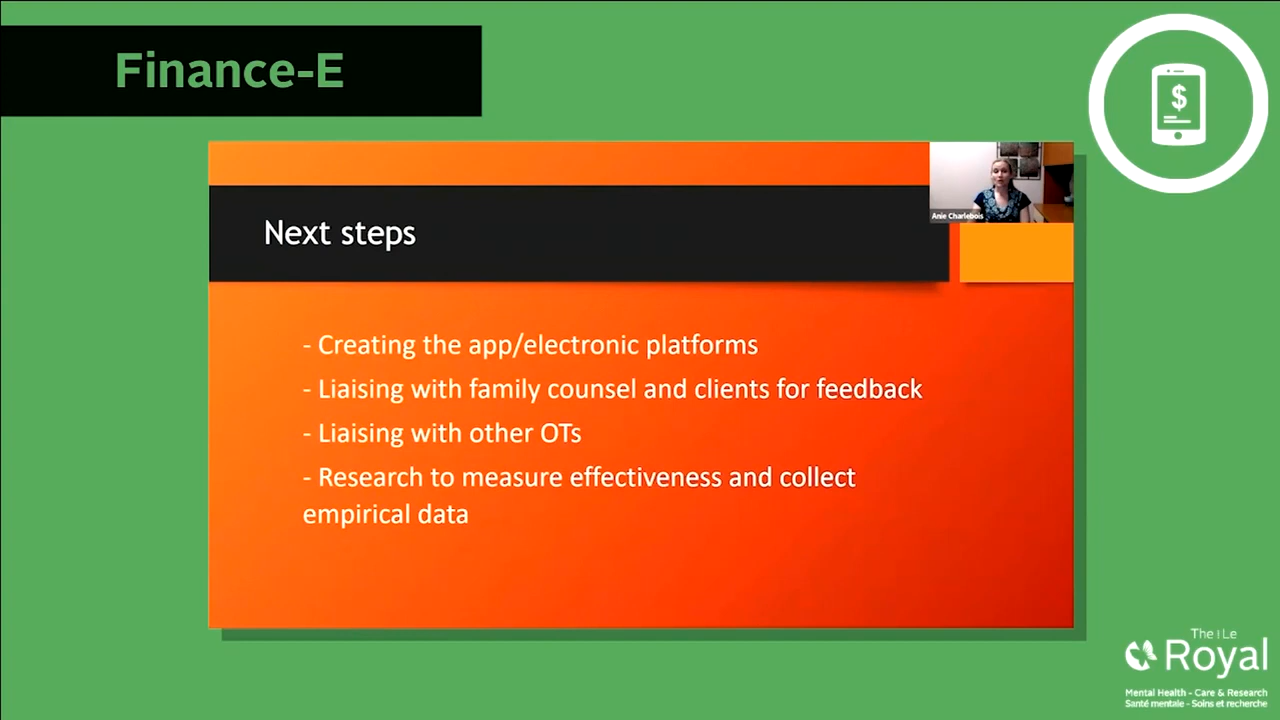 Finance-E
$
Anie Charlebois
Next steps
- Creating the app/electronic platforms
- Liaising with family counsel and clients for feedback
- Liaising with other OTs
- Research to measure effectiveness and collect
empirical data
The | Le
Royal
Mental Health - Care & Research
Santé mentale - Soins et recherche